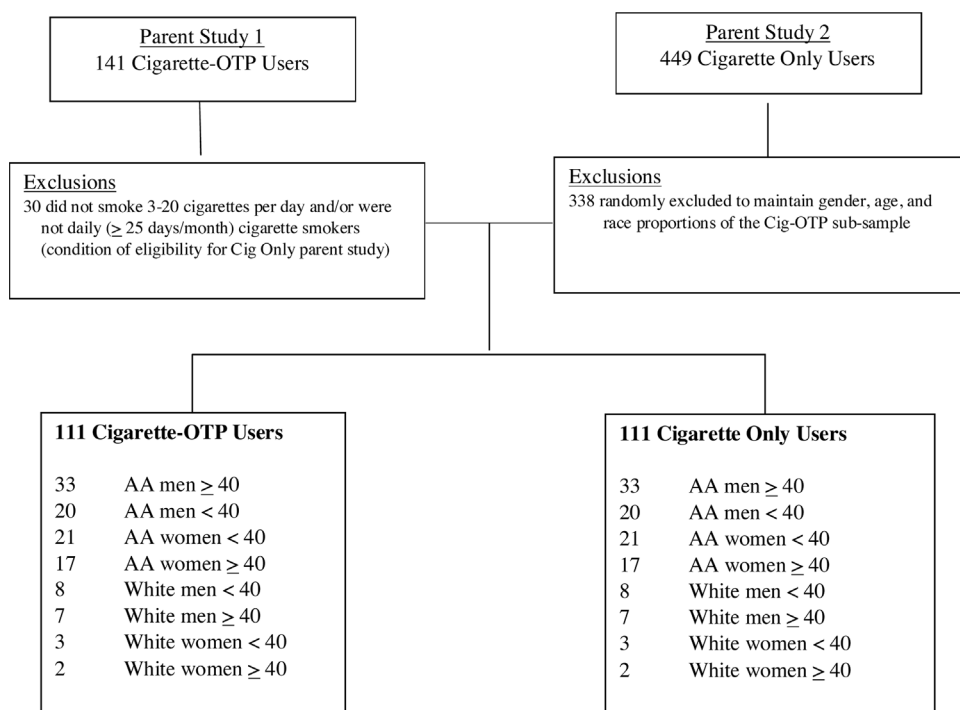 Parent Study 1
141 Cigarette-OTP Users
Parent Study 2
449 Cigarette Only Users
Exclusions
30 did not smoke 3-20 cigarettes per day and/or were
not daily (≥ 25 days/month) cigarette smokers
(condition of eligibility for Cig Only parent study)
Exclusions
338 randomly excluded to maintain gender, age, and
race proportions of the Cig-OTP sub-sample
111 Cigarette-OTP Users
33 AA men ≥ 40
20 AA men < 40
21 AA women < 40
17 AA women ≥ 40
8 White men < 40
7 White men ≥ 40
3 White women < 40
2 White women ≥ 40
111 Cigarette Only Users
33 AA men ≥ 40
20 AA men < 40
21 AA women < 40
17 AA women ≥ 40
8 White men < 40
7 White men ≥ 40
3 White women < 40
2 White women ≥ 40